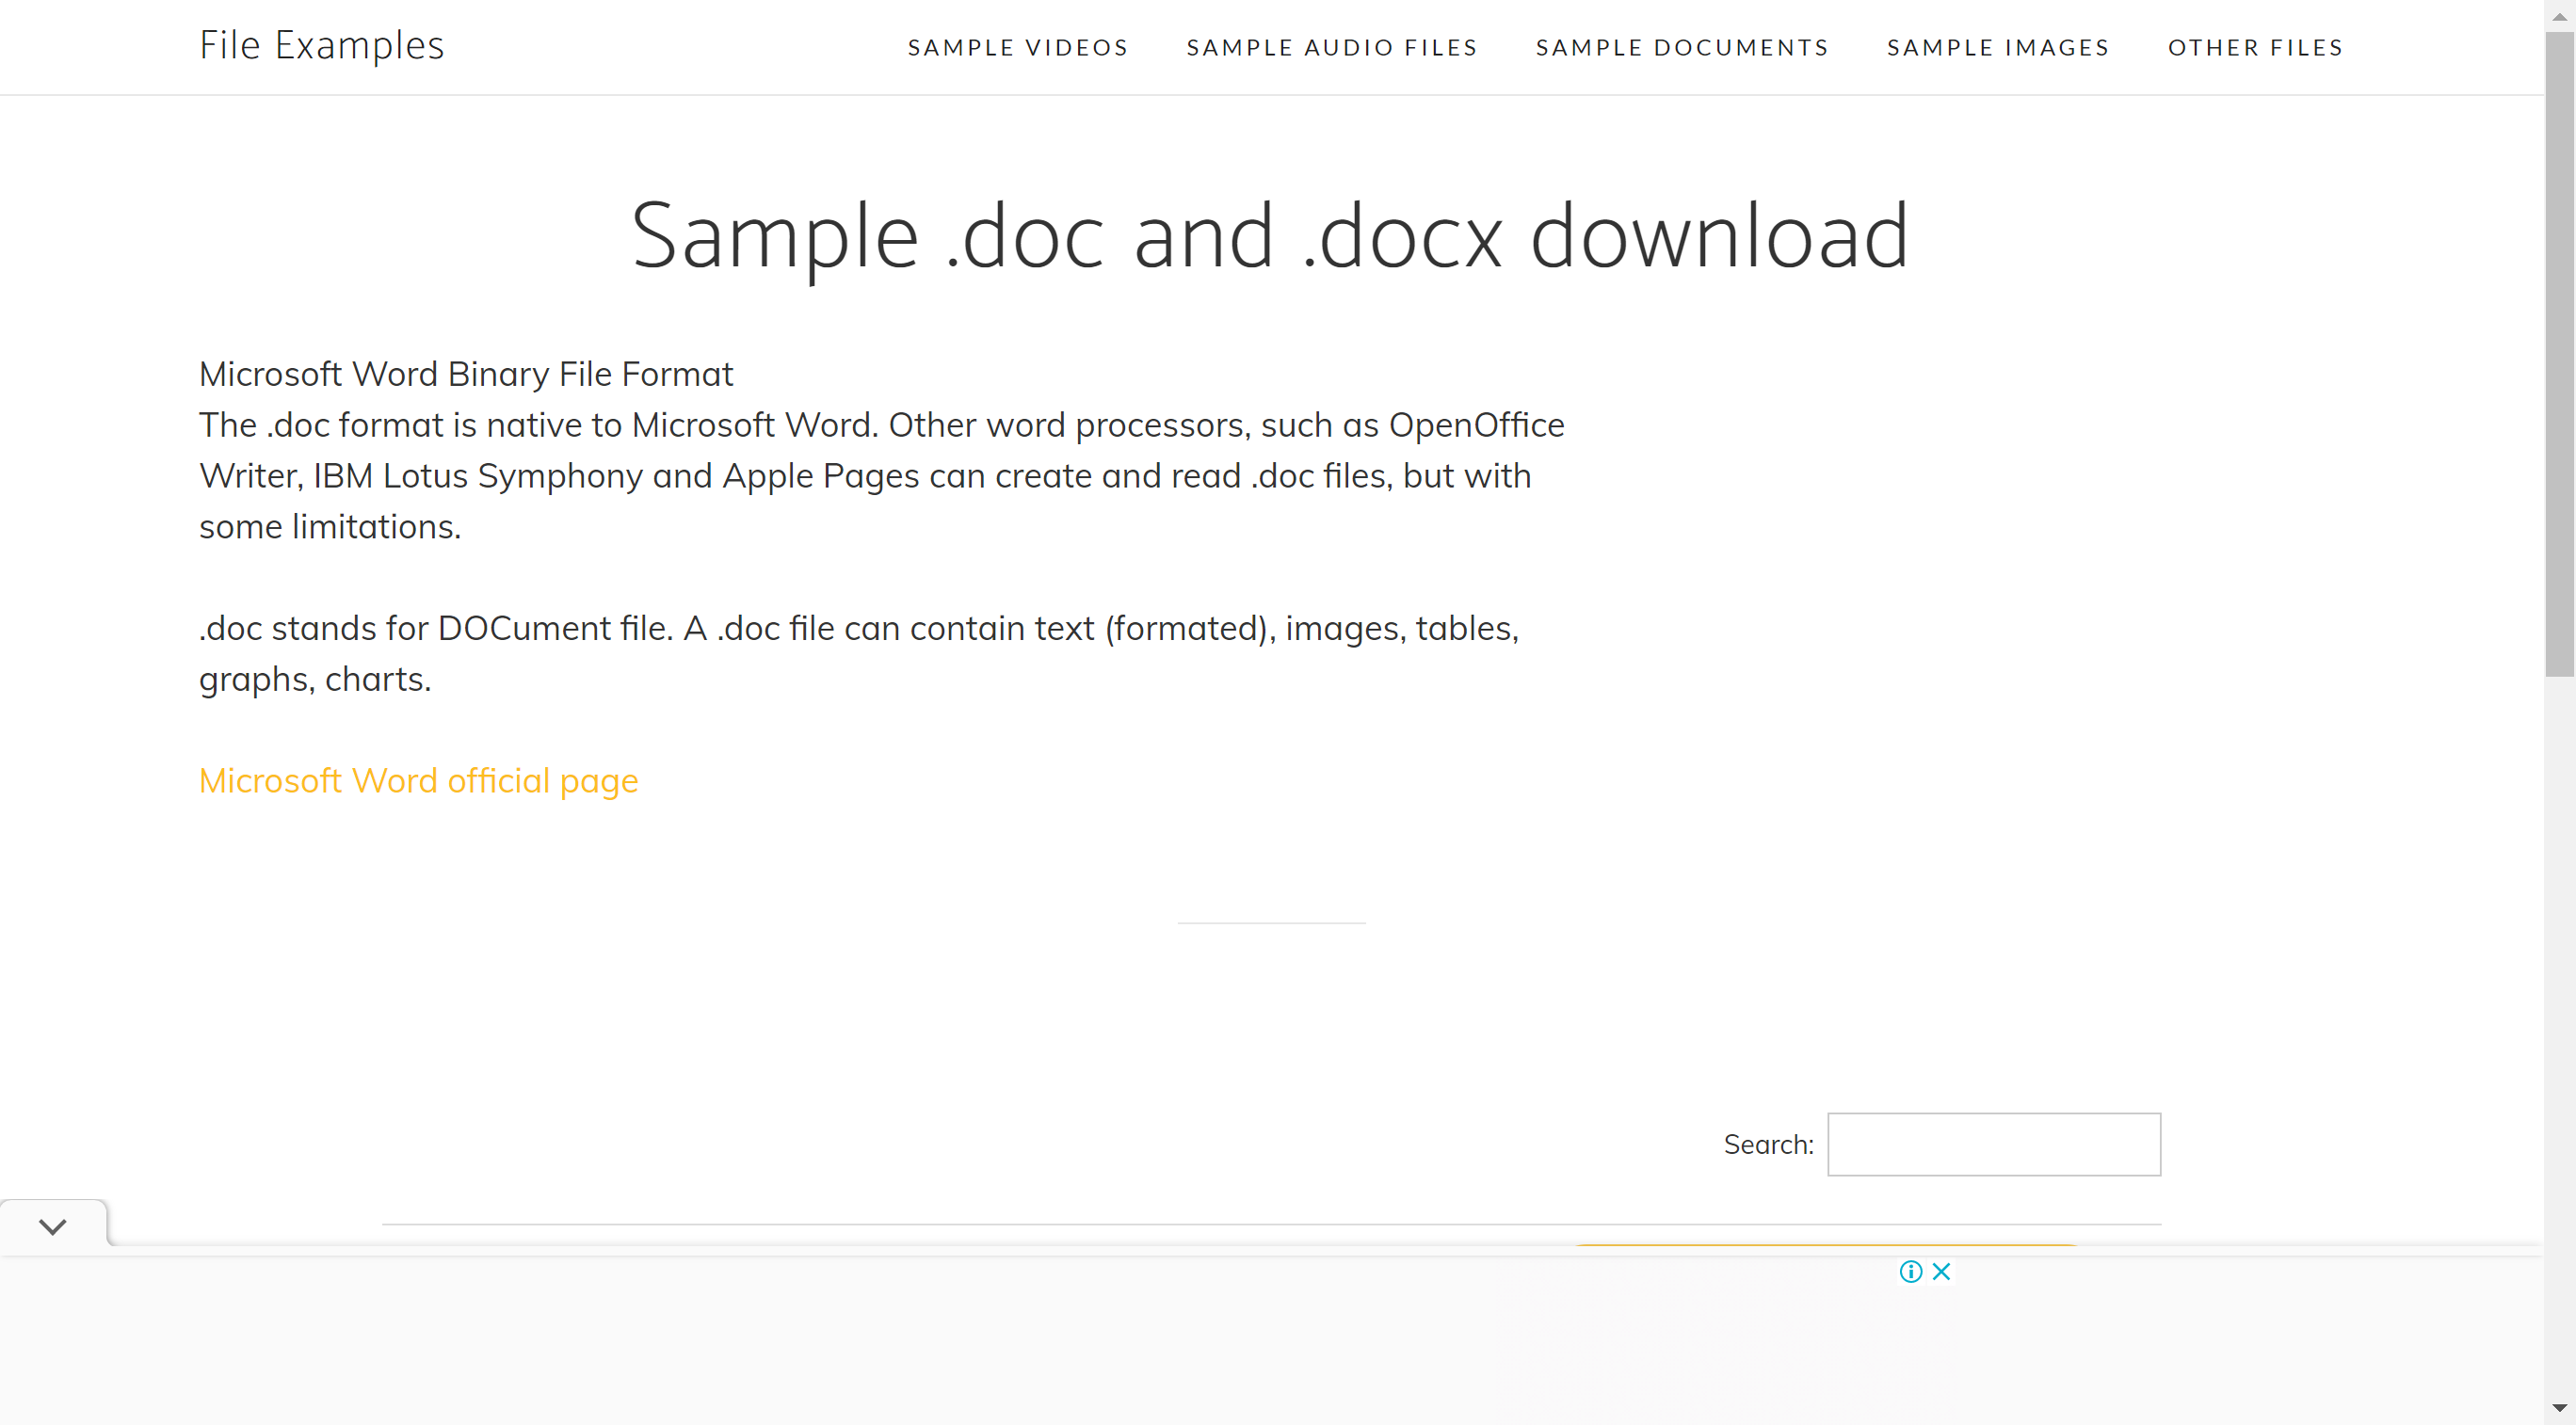 File Examples
SAMPLE VIDEOS SAMPLE AUDIO FILES SAMPLE DOCUMENTS SAMPLE IMAGES OTHER FILES
Sample .doc and .docx download
Microsoft Word Binary File Format
The .doc format is native to Microsoft Word. Other word processors, such as OpenOffice
Writer, IBM Lotus Symphony and Apple Pages can create and read .doc files, but with
some limitations.
.doc stands for DOCument file. A .doc file can contain text (formated), images, tables,
graphs, charts.
Microsoft Word official page
Search: